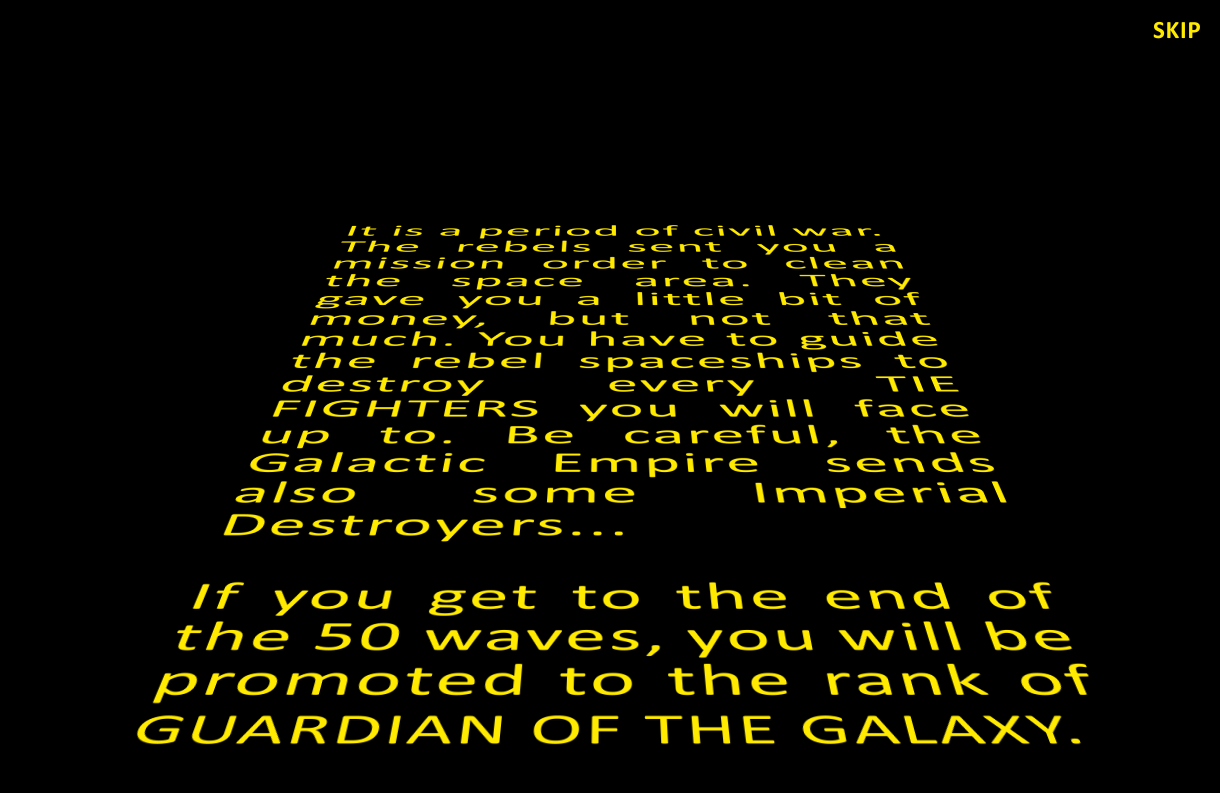 SKIP
It is a period of civil war.
The rebels sent you a
mission order to clean
the space area. They
gave you a little bit of
money, but not that
much. You have to guide
the rebel spaceships to
destroy every TIE
FIGHTERS you will face
up to. Be careful, the
Galactic Empire sends
also some Imperial
Destroyers...
If you get to the end of
the 50 waves, you will be
promoted to the rank of
GUARDIAN OF THE GALAXY.